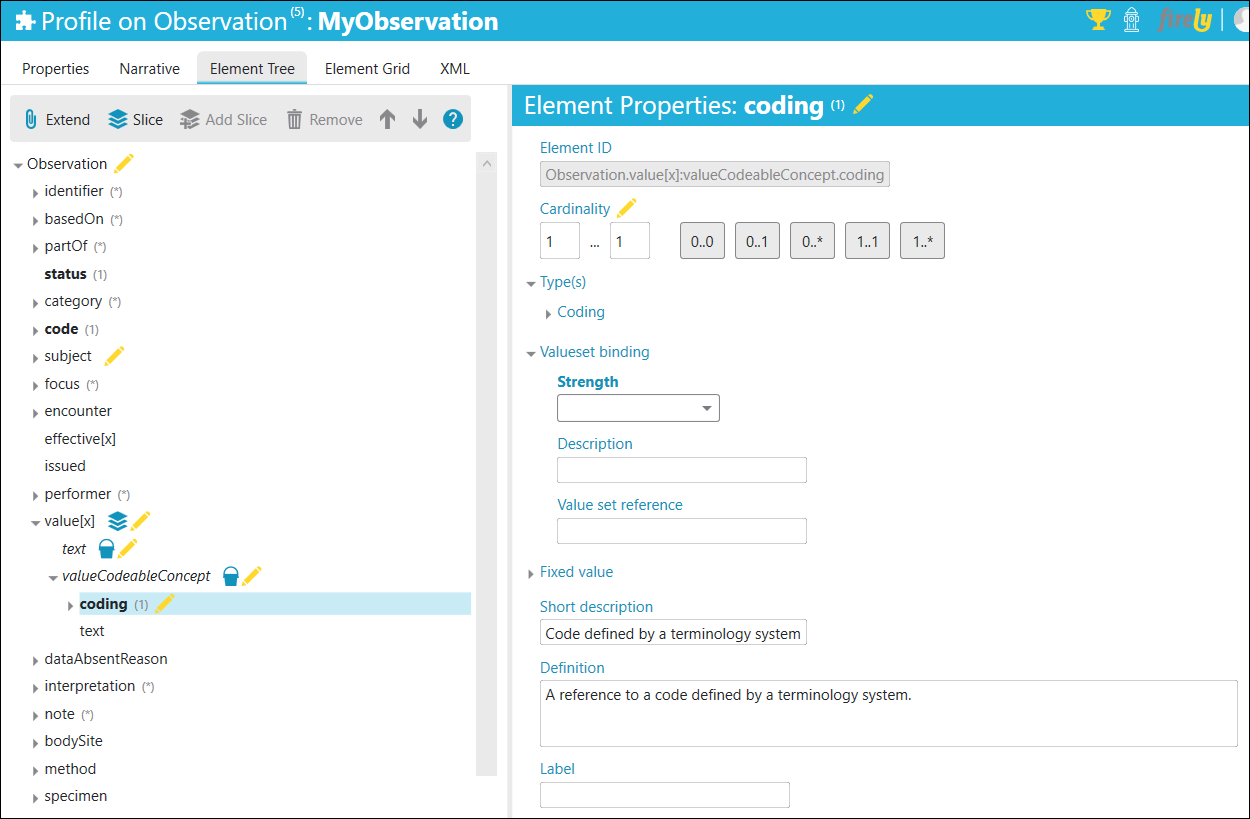 Profile on Observation (5) : MyObservation
firely
Properties Narrative Element Tree Element Grid XML
Extend Slice Add Slice Remove ?
Observation
identifier (*)
basedOn (*)
partOf (*)
status (1)
category (*)
code (1)
subject
focus (*)
encounter
effective[x]
issued
performer (*)
value[x]
text
valueCodeableConcept
coding (1)
text
dataAbsentReason
interpretation (*)
note (*)
bodySite
method
specimen
Element Properties: coding (1)
Element ID
Observation.value[x]:valueCodeableConcept.coding
Cardinality
1 ... 1 0..0 0..1 0..* 1..1 1..*
Type(s)
Coding
Valueset binding
Strength
Description
Value set reference
Fixed value
Short description
Code defined by a terminology system
Definition
A reference to a code defined by a terminology system.
Label